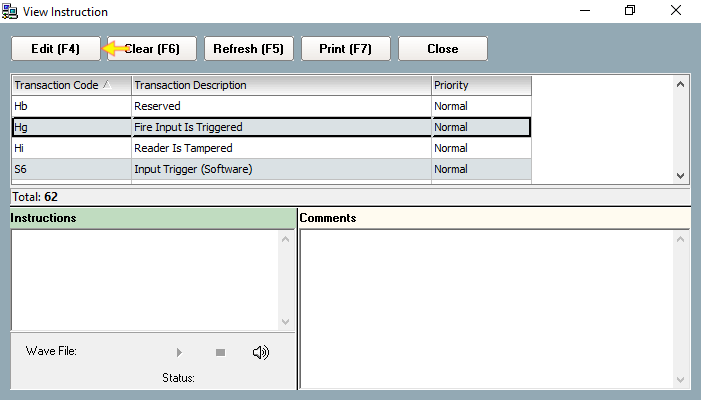 View Instruction
Edit (F4) Clear (F6) Refresh (F5) Print (F7) Close
Transaction Code Transaction Description Priority
Hb Reserved Normal
Hg Fire Input Is Triggered Normal
Hi Reader Is Tampered Normal
S6 Input Trigger (Software) Normal
Total: 62
Instructions Comments
Wave File:
Status: